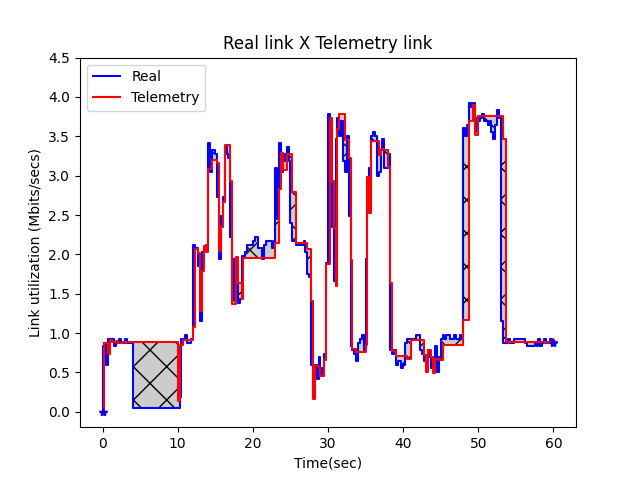 Real link X Telemetry link
Real
Telemetry
Link utilization (Mbits/secs)
4.5
4.0
3.5
3.0
2.5
2.0
1.5
1.0
0.5
0.0
0 10 20 30 40 50 60
Time(sec)